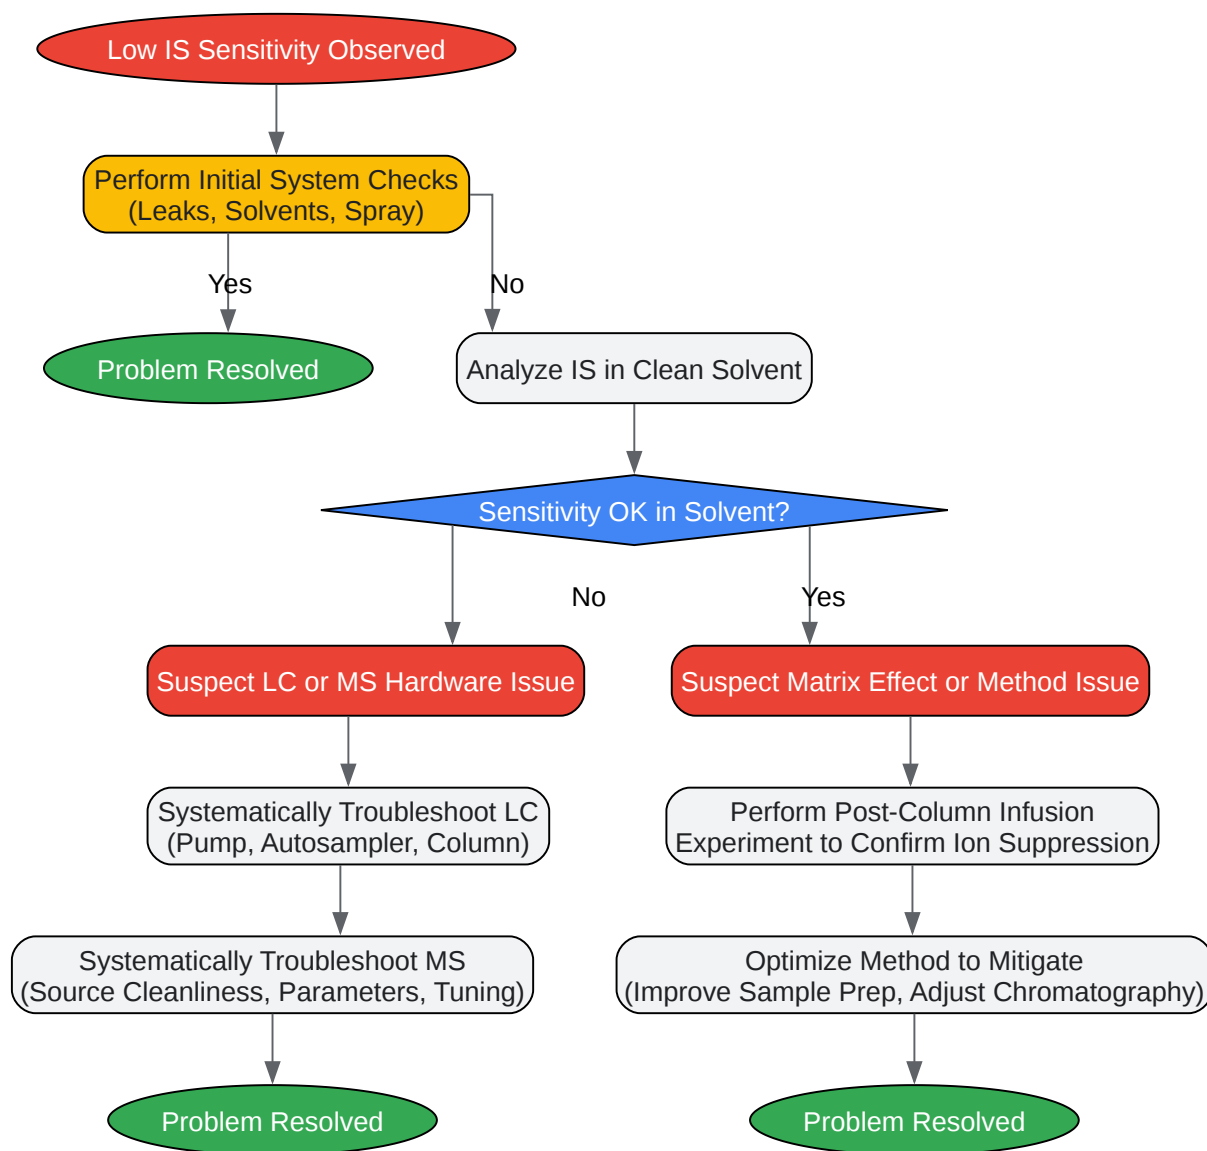 Low IS Sensitivity Observed
Perform Initial System Checks
(Leaks, Solvents, Spray)
Yes
No
Problem Resolved
Analyze IS in Clean Solvent
Sensitivity OK in Solvent?
No
Yes
Suspect LC or MS Hardware Issue
Suspect Matrix Effect or Method Issue
Systematically Troubleshoot LC
(Pump, Autosampler, Column)
Perform Post-Column Infusion
Experiment to Confirm Ion Suppression
Systematically Troubleshoot MS
(Source Cleanliness, Parameters, Tuning)
Optimize Method to Mitigate
(Improve Sample Prep, Adjust Chromatography)
Problem Resolved
Problem Resolved